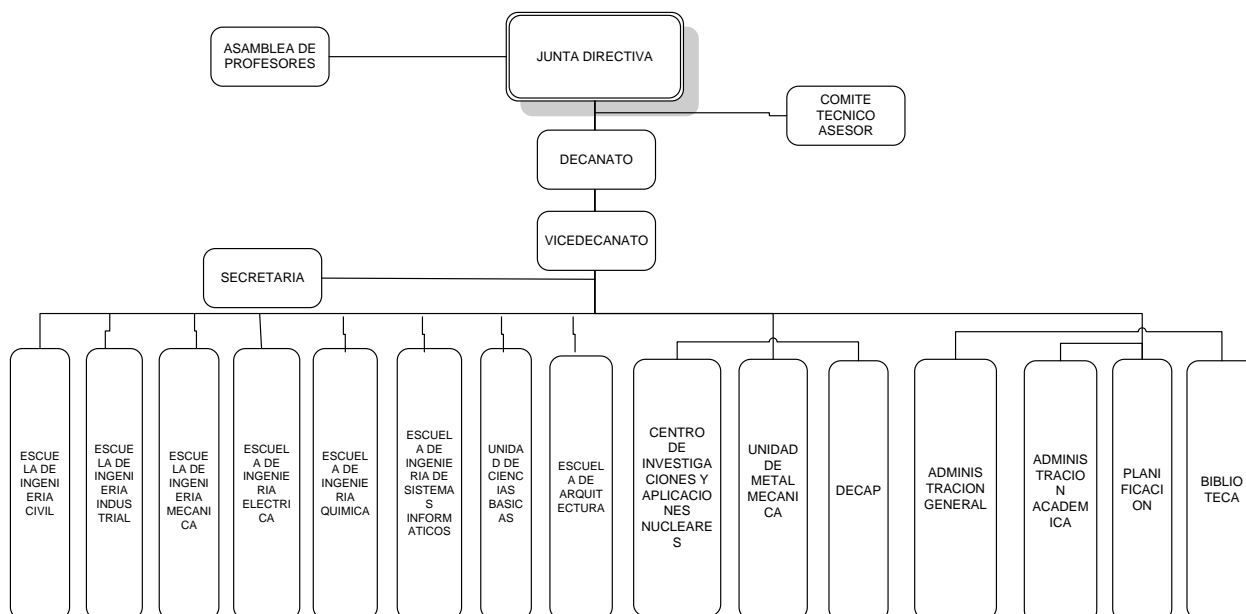 ASAMBLEA DE
PROFESORES
JUNTA DIRECTIVA
COMITE
TECNICO
ASESOR
DECANATO
VICEDECANATO
SECRETARIA
ESCUE
LA DE
INGENI
ERIA
CIVIL
ESCUE
LA DE
INGENI
ERIA
INDUS
TRIAL
ESCUE
LA DE
INGENI
ERIA
MECANI
CA
ESCUEL
A DE
INGENIE
RIA
ELECTRI
CA
ESCUEL
A DE
INGENIE
RIA
QUIMICA
ESCUEL
A DE
INGENIE
RIA DE
SISTEMA
S
INFORM
ATICOS
UNIDA
D DE
CIENC
IAS
BASIC
AS
ESCUE
LA DE
ARQUIT
ECTURA
CENTRO
DE
INVESTIGA
CIONES Y
APLICACIO
NES
NUCLEARE
S
UNIDAD
DE
METAL
MECANI
CA
DECAP
ADMINIS
TRACION
GENERAL
ADMINIS
TRACIO
N
ACADEM
ICA
PLANI
FICACI
ON
BIBLIO
TECA